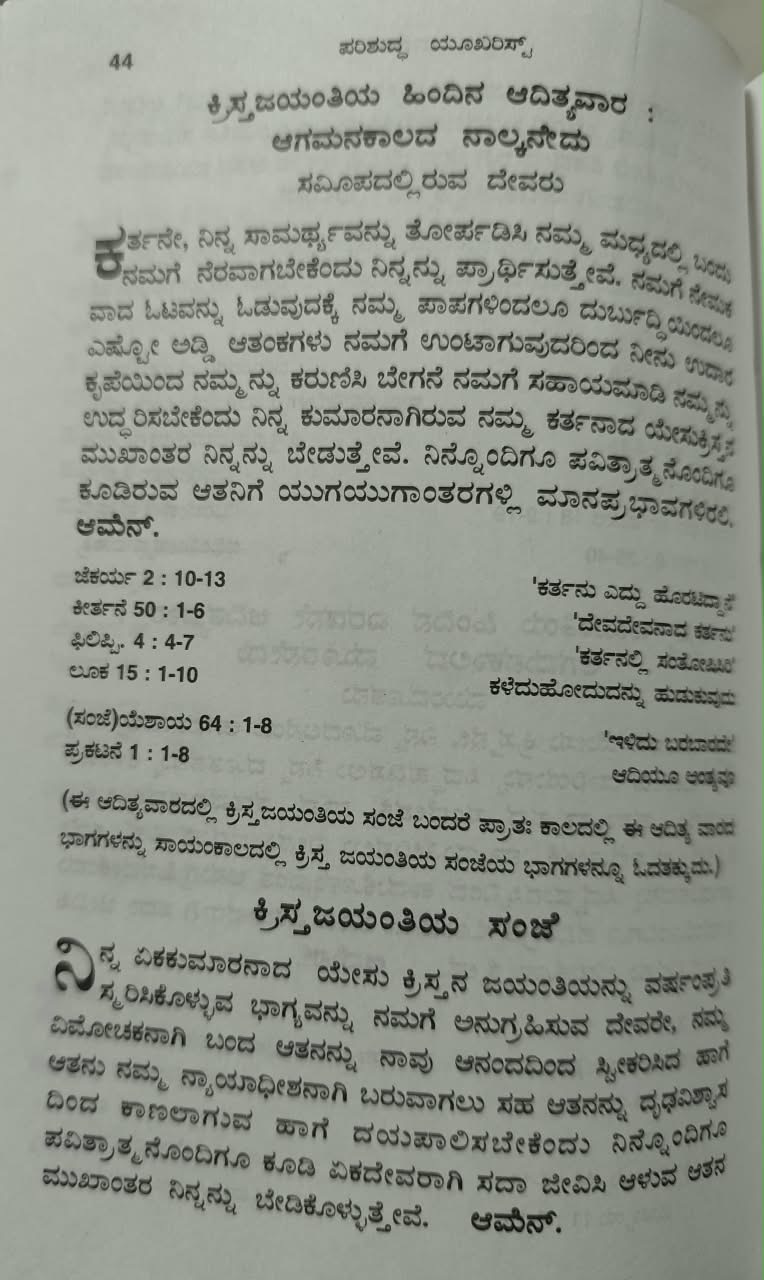 44 ಪರಿಶುದ್ಧ ಯೂಖರಿಸ್ಟ್
ಕ್ರಿಸ್ತಜಯಂತಿಯ ಹಿಂದಿನ ಆದಿತ್ಯವಾರ :
ಆಗಮನಕಾಲದ ನಾಲ್ಕನೇದು
ಸಮೀಪದಲ್ಲಿರುವ ದೇವರು
ಕರ್ತನೇ, ನಿನ್ನ ಸಾಮರ್ಥ್ಯವನ್ನು ತೋರ್ಪಡಿಸಿ ನಮ್ಮ ಮಧ್ಯದಲ್ಲಿ ಬಂದು
ನಮಗೆ ನೆರವಾಗಬೇಕೆಂದು ನಿನ್ನನ್ನು ಪ್ರಾರ್ಥಿಸುತ್ತೇವೆ. ನಮಗೆ ನೇಮಕ
ವಾದ ಓಟವನ್ನು ಓಡುವುದಕ್ಕೆ ನಮ್ಮ ಪಾಪಗಳಿಂದಲೂ ದುರ್ಬುದ್ಧಿಯಿಂದಲೂ
ಎಷ್ಟೋ ಅಡ್ಡಿ ಆತಂಕಗಳು ನಮಗೆ ಉಂಟಾಗುವುದರಿಂದ ನೀನು ಉದಾರ
ಕೃಪೆಯಿಂದ ನಮ್ಮನ್ನು ಕರುಣಿಸಿ ಬೇಗನೆ ನಮಗೆ ಸಹಾಯಮಾಡಿ ನಮ್ಮನ್ನು
ಉದ್ಧರಿಸಬೇಕೆಂದು ನಿನ್ನ ಕುಮಾರನಾಗಿರುವ ನಮ್ಮ ಕರ್ತನಾದ ಯೇಸುಕ್ರಿಸ್ತನ
ಮುಖಾಂತರ ನಿನ್ನನ್ನು ಬೇಡುತ್ತೇವೆ. ನಿನ್ನೊಂದಿಗೂ ಪವಿತ್ರಾತ್ಮನೊಂದಿಗೂ
ಕೂಡಿರುವ ಆತನಿಗೆ ಯುಗಯುಗಾಂತರಗಳಲ್ಲಿ ಮಾನಪ್ರಭಾವಗಳಿರಲಿ.
ಆಮೆನ್.
ಜೆಕರ್ಯ 2 : 10-13 'ಕರ್ತನು ಎದ್ದು ಹೊರಟಿದ್ದಾನೆ'
ಕೀರ್ತನೆ 50 : 1-6 'ದೇವದೇವನಾದ ಕರ್ತನು'
ಫಿಲಿಪ್ಪಿ. 4 : 4-7 'ಕರ್ತನಲ್ಲಿ ಸಂತೋಷಿಸಿರಿ'
ಲೂಕ 15 : 1-10 ಕಳೆದುಹೋದುದನ್ನು ಹುಡುಕುವುದು
(ಸಂಜೆ)ಯೆಶಾಯ 64 : 1-8 'ಇಳಿದು ಬರಬಾರದೇ'
ಪ್ರಕಟನೆ 1 : 1-8 ಆದಿಯೂ ಅಂತ್ಯವೂ
(ಈ ಆದಿತ್ಯವಾರದಲ್ಲಿ ಕ್ರಿಸ್ತಜಯಂತಿಯ ಸಂಜೆ ಬಂದರೆ ಪ್ರಾತಃ ಕಾಲದಲ್ಲಿ ಈ ಆದಿತ್ಯ ವಾರದ
ಭಾಗಗಳನ್ನು ಸಾಯಂಕಾಲದಲ್ಲಿ ಕ್ರಿಸ್ತ ಜಯಂತಿಯ ಸಂಜೆಯ ಭಾಗಗಳನ್ನೂ ಓದತಕ್ಕುದು.)
ಕ್ರಿಸ್ತಜಯಂತಿಯ ಸಂಜೆ
ನಿನ್ನ ಏಕಕುಮಾರನಾದ ಯೇಸು ಕ್ರಿಸ್ತನ ಜಯಂತಿಯನ್ನು ವರ್ಷಂಪ್ರತಿ
ಸ್ಮರಿಸಿಕೊಳ್ಳುವ ಭಾಗ್ಯವನ್ನು ನಮಗೆ ಅನುಗ್ರಹಿಸುವ ದೇವರೇ, ನಮ್ಮ
ವಿಮೋಚಕನಾಗಿ ಬಂದ ಆತನನ್ನು ನಾವು ಆನಂದದಿಂದ ಸ್ವೀಕರಿಸಿದ ಹಾಗೆ
ಆತನು ನಮ್ಮ ನ್ಯಾಯಾಧೀಶನಾಗಿ ಬರುವಾಗಲು ಸಹ ಆತನನ್ನು ದೃಢವಿಶ್ವಾಸ
ದಿಂದ ಕಾಣಲಾಗುವ ಹಾಗೆ ದಯಪಾಲಿಸಬೇಕೆಂದು ನಿನ್ನೊಂದಿಗೂ
ಪವಿತ್ರಾತ್ಮನೊಂದಿಗೂ ಕೂಡಿ ಏಕದೇವರಾಗಿ ಸದಾ ಜೀವಿಸಿ ಆಳುವ ಆತನ
ಮುಖಾಂತರ ನಿನ್ನನ್ನು ಬೇಡಿಕೊಳ್ಳುತ್ತೇವೆ. ಆಮೆನ್.